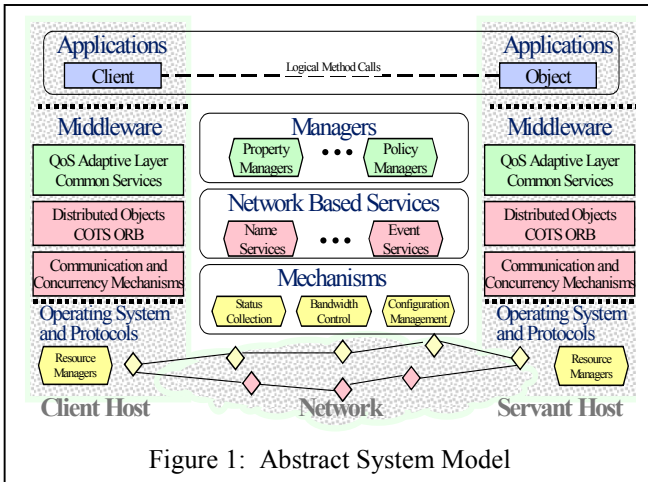 Applications
Client
Logical Method Calls
Applications
Object
Middleware
QoS Adaptive Layer
Common Services
Distributed Objects
COTS ORB
Communication and
Concurrency Mechanisms
Operating System
and Protocols
Resource
Managers
Client Host
Managers
Property
Managers
Policy
Managers
Network Based Services
Name
Services
Event
Services
Mechanisms
Status
Collection
Bandwidth
Control
Configuration
Management
Network
Middleware
QoS Adaptive Layer
Common Services
Distributed Objects
COTS ORB
Communication and
Concurrency Mechanisms
Operating System
and Protocols
Resource
Managers
Servant Host
Figure 1: Abstract System Model